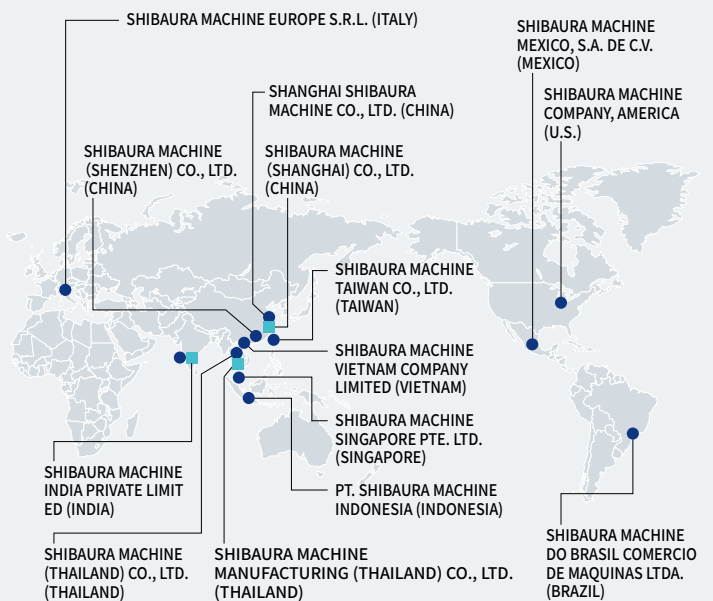 SHIBAURA MACHINE EUROPE S.R.L. (ITALY)
SHIBAURA MACHINE
MEXICO, S.A. DE C.V.
(MEXICO)
SHANGHAI SHIBAURA
MACHINE CO., LTD. (CHINA)
SHIBAURA MACHINE
COMPANY, AMERICA
(U.S.)
SHIBAURA MACHINE
（SHENZHEN) CO., LTD.
(CHINA)
SHIBAURA MACHINE
(SHANGHAI) CO., LTD.
(CHINA)
SHIBAURA MACHINE
TAIWAN CO., LTD.
(TAIWAN)
SHIBAURA MACHINE
VIETNAM COMPANY
LIMITED (VIETNAM)
SHIBAURA MACHINE
SINGAPORE PTE. LTD.
(SINGAPORE)
SHIBAURA MACHINE
INDIA PRIVATE LIMIT
ED (INDIA)
PT. SHIBAURA MACHINE
INDONESIA (INDONESIA)
SHIBAURA MACHINE
(THAILAND) CO., LTD.
(THAILAND)
SHIBAURA MACHINE
MANUFACTURING (THAILAND) CO., LTD.
(THAILAND)
SHIBAURA MACHINE
DO BRASIL COMERCIO
DE MAQUINAS LTDA.
(BRAZIL)